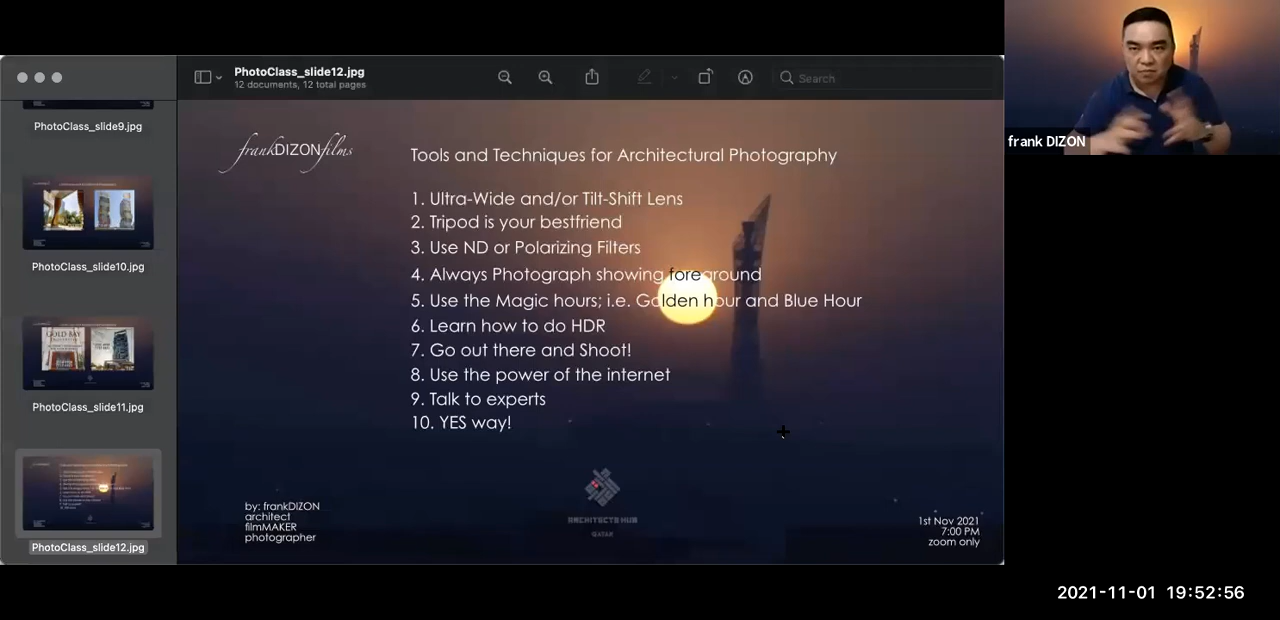 PhotoClass_slide12.jpg
12 documents, 12 total pages
Search
frank DIZON
PhotoClass_slide9.jpg
PhotoClass_slide10.jpg
GOLD BAY
PhotoClass_slide11.jpg
PhotoClass_slide12.jpg
frankDIZONfilms
Tools and Techniques for Architectural Photography
1. Ultra-Wide and/or Tilt-Shift Lens
2. Tripod is your bestfriend
3. Use ND or Polarizing Filters
4. Always Photograph showing foreground
5. Use the Magic hours; i.e. Golden hour and Blue Hour
6. Learn how to do HDR
7. Go out there and Shoot!
8. Use the power of the internet
9. Talk to experts
10. YES way!
by: frankDIZON
architect
filmMAKER
photographer
ARCHITECTS HUB
QATAR
1st Nov 2021
7:00 PM
zoom only
2021-11-01 19:52:56